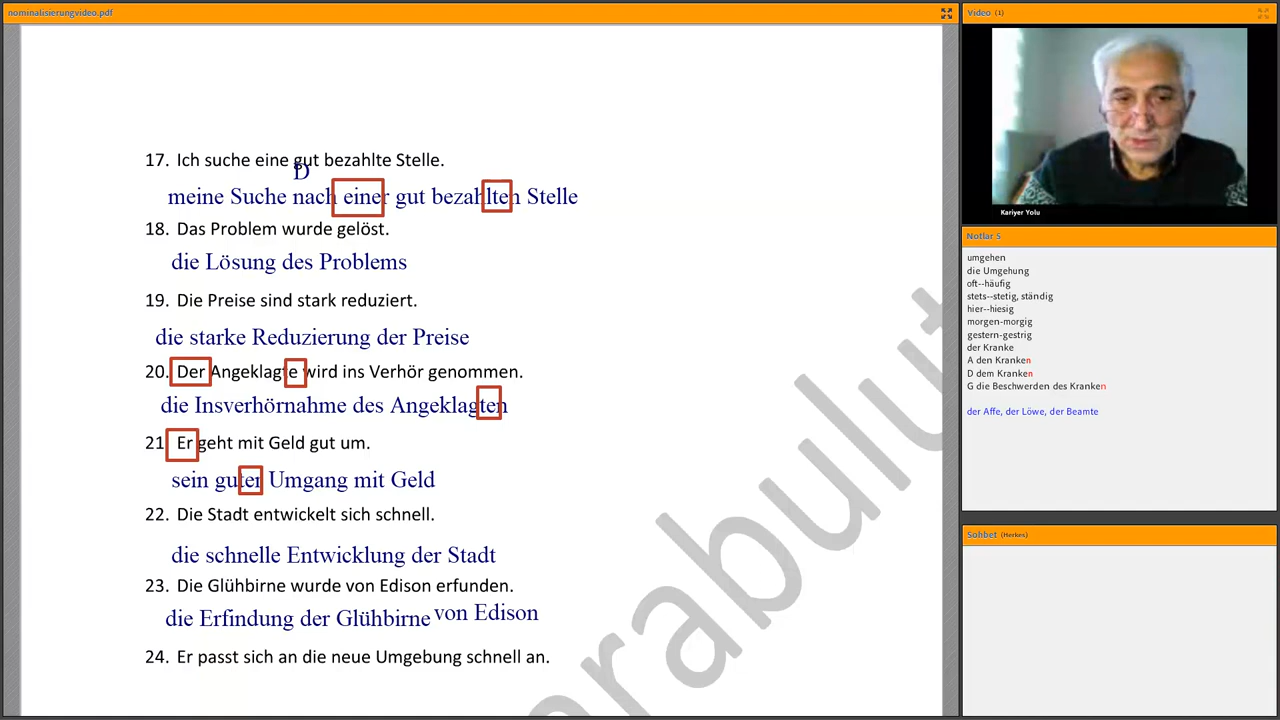 nominalisierungvideo.pdf
17. Ich suche eine gut bezahlte Stelle.
D
meine Suche nach einer gut bezahlten Stelle
18. Das Problem wurde gelöst.
die Lösung des Problems
19. Die Preise sind stark reduziert.
die starke Reduzierung der Preise
20. Der Angeklagte wird ins Verhör genommen.
die Insverhörnahme des Angeklagten
21. Er geht mit Geld gut um.
sein guter Umgang mit Geld
22. Die Stadt entwickelt sich schnell.
die schnelle Entwicklung der Stadt
23. Die Glühbirne wurde von Edison erfunden.
die Erfindung der Glühbirne von Edison
24. Er passt sich an die neue Umgebung schnell an.
arabulut
Video (1)
Kariyer Yolu
Notlar 5
umgehen
die Umgehung
oft--häufig
stets--stetig, ständig
hier--hiesig
morgen-morgig
gestern-gestrig
der Kranke
A den Kranken
D dem Kranken
G die Beschwerden des Kranken
der Affe, der Löwe, der Beamte
Sohbet (Herkes)